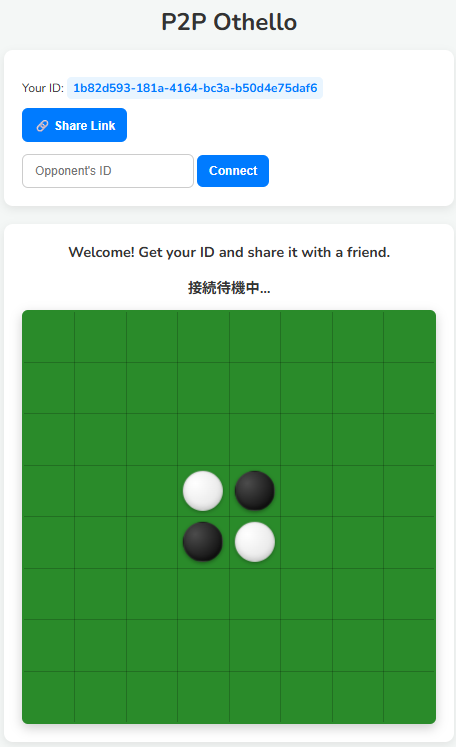 P2P Othello
Your ID: 1b82d593-181a-4164-bc3a-b50d4e75daf6
🔗 Share Link
Opponent's ID
Connect
Welcome! Get your ID and share it with a friend.
接続待機中...